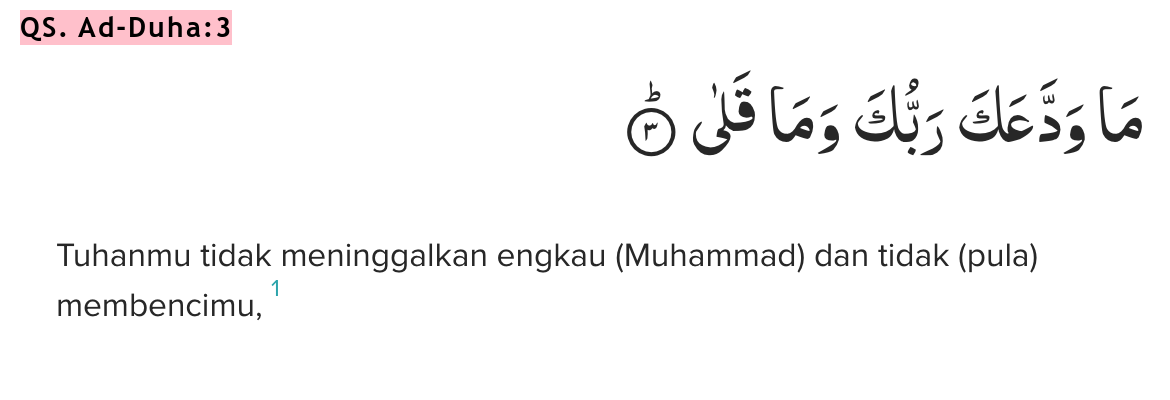 QS. Ad-Duha:3
مَا وَدَّعَكَ رَبُّكَ وَمَا قَلٰىۗ ٣
Tuhanmu tidak meninggalkan engkau (Muhammad) dan tidak (pula)
membencimu, 1